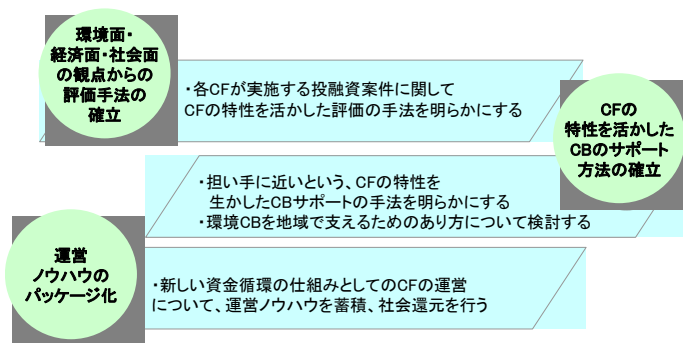 環境面・
経済面・社会面
の観点からの
評価手法の
確立
・各CFが実施する投融資案件に関して
CFの特性を活かした評価の手法を明らかにする
CFの
特性を活かした
CBのサポート
方法の確立
・担い手に近いという、CFの特性を
生かしたCBサポートの手法を明らかにする
・環境CBを地域で支えるためのあり方について検討する
運営
ノウハウの
パッケージ化
・新しい資金循環の仕組みとしてのCFの運営
について、運営ノウハウを蓄積、社会還元を行う